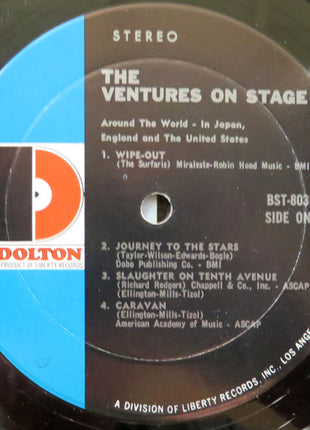 STEREO
THE
VENTURES ON STAGE
Around The World - In Japan,
England and The United States
1. WIPE-OUT
(The Surfaris) Miraleste-Robin Hood Music - BMI
BST-803
SIDE ON
2. JOURNEY TO THE STARS
(Taylor-Wilson-Edwards-Bogle)
Dobo Publishing Co. - BMI
3. SLAUGHTER ON TENTH AVENUE
(Richard Rodgers) Chappell & Co., Inc. - ASCAP
(Ellington-Mills-Tizol)
4. CARAVAN
(Ellington-Mills-Tizol)
American Academy of Music - ASCAP
DOLTON
PRODUCT OF LIBERTY RECORDS
A DIVISION OF LIBERTY RECORDS, INC., LOS ANGE